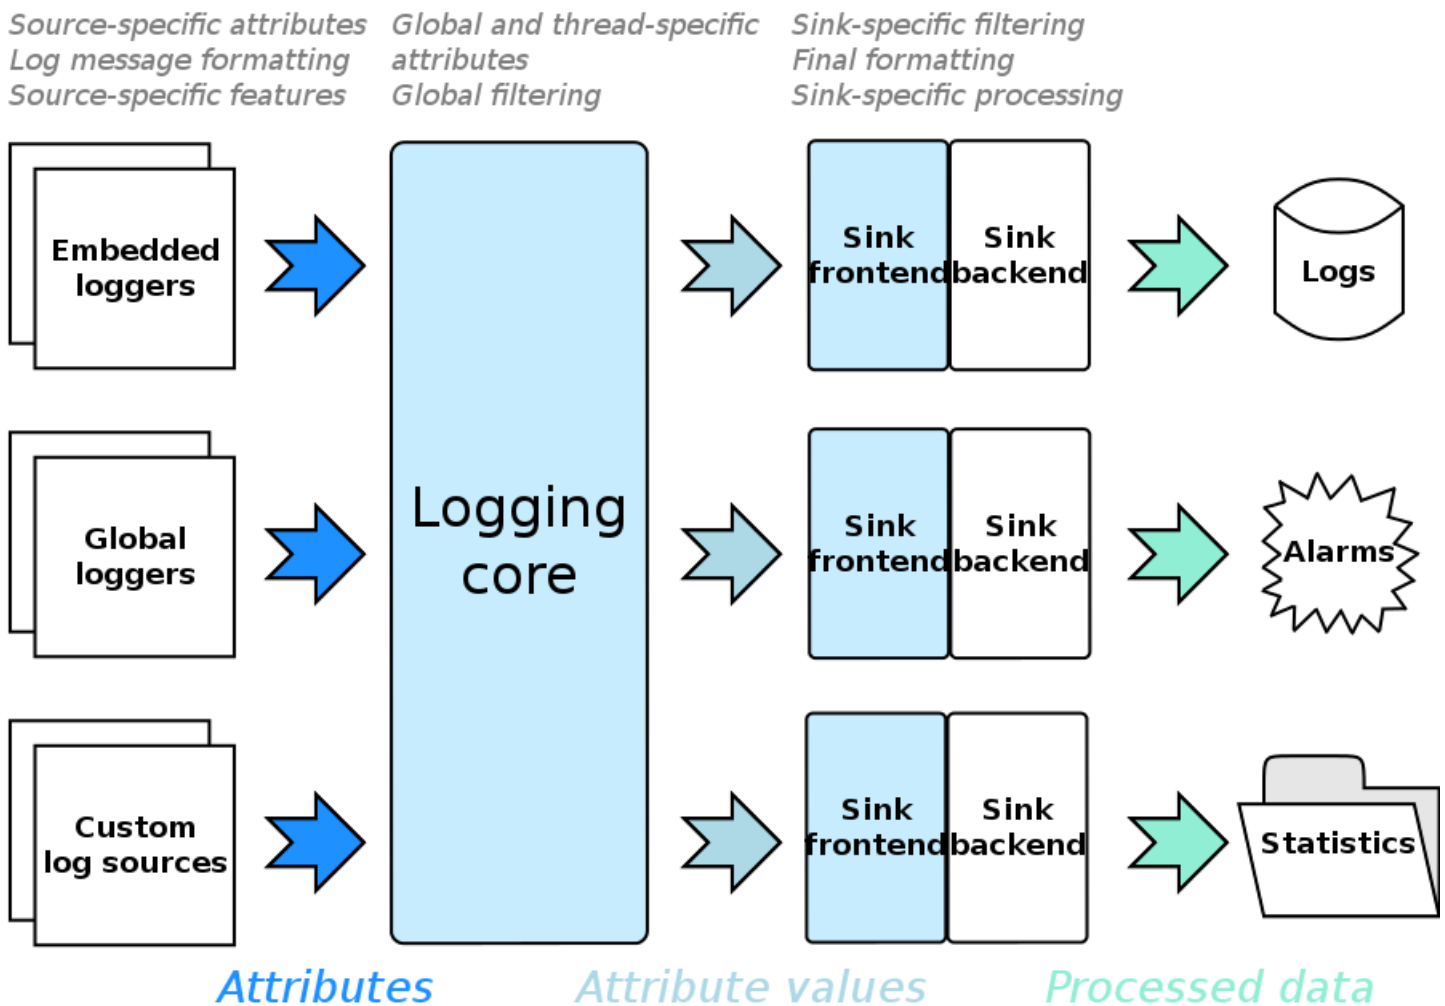 Source-specific attributes
Log message formatting
Source-specific features
Global and thread-specific
attributes
Global filtering
Sink-specific filtering
Final formatting
Sink-specific processing
Embedded
loggers
Global
loggers
Custom
log sources
Logging
core
Sink
frontend
Sink
backend
Logs
Sink
frontend
Sink
backend
Alarms
Sink
frontend
Sink
backend
Statistics
Attributes
Attribute values
Processed data